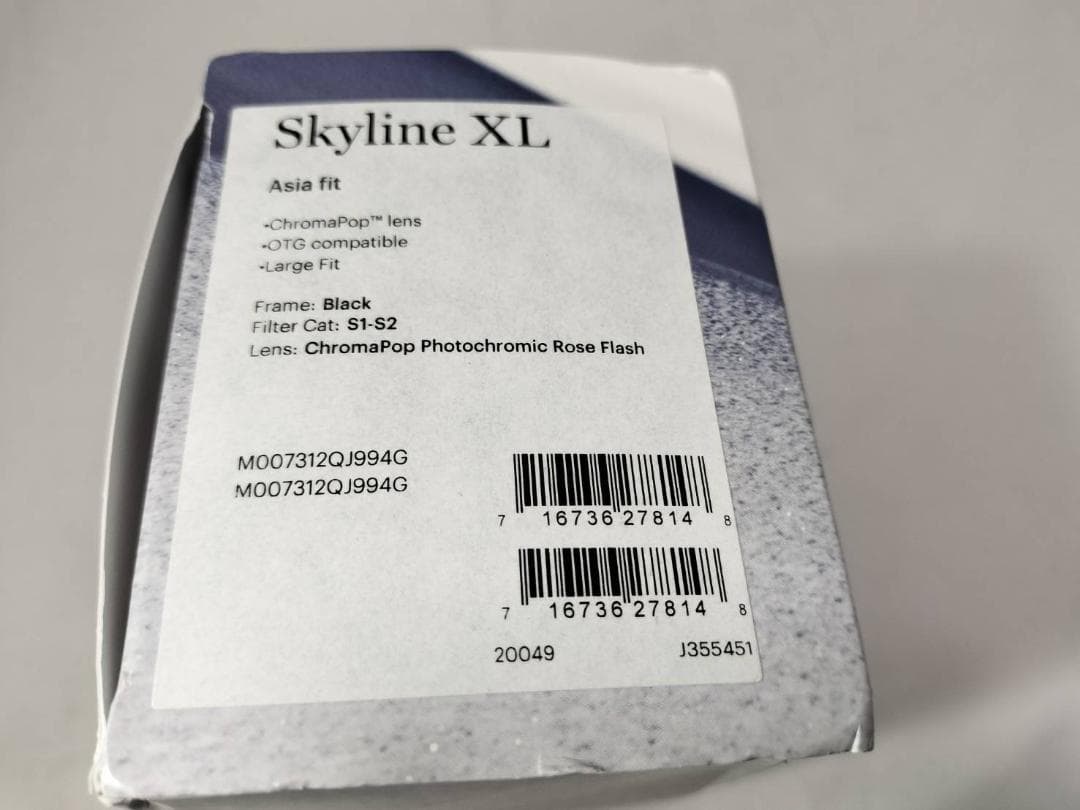 Skyline XL
Asia fit
-ChromaPop™ lens
-OTG compatible
-Large Fit
Frame: Black
Filter Cat: S1-S2
Lens: ChromaPop Photochromic Rose Flash
M007312QJ994G
M007312QJ994G
7 16736 27814 8
7 16736 27814 8
20049 J355451